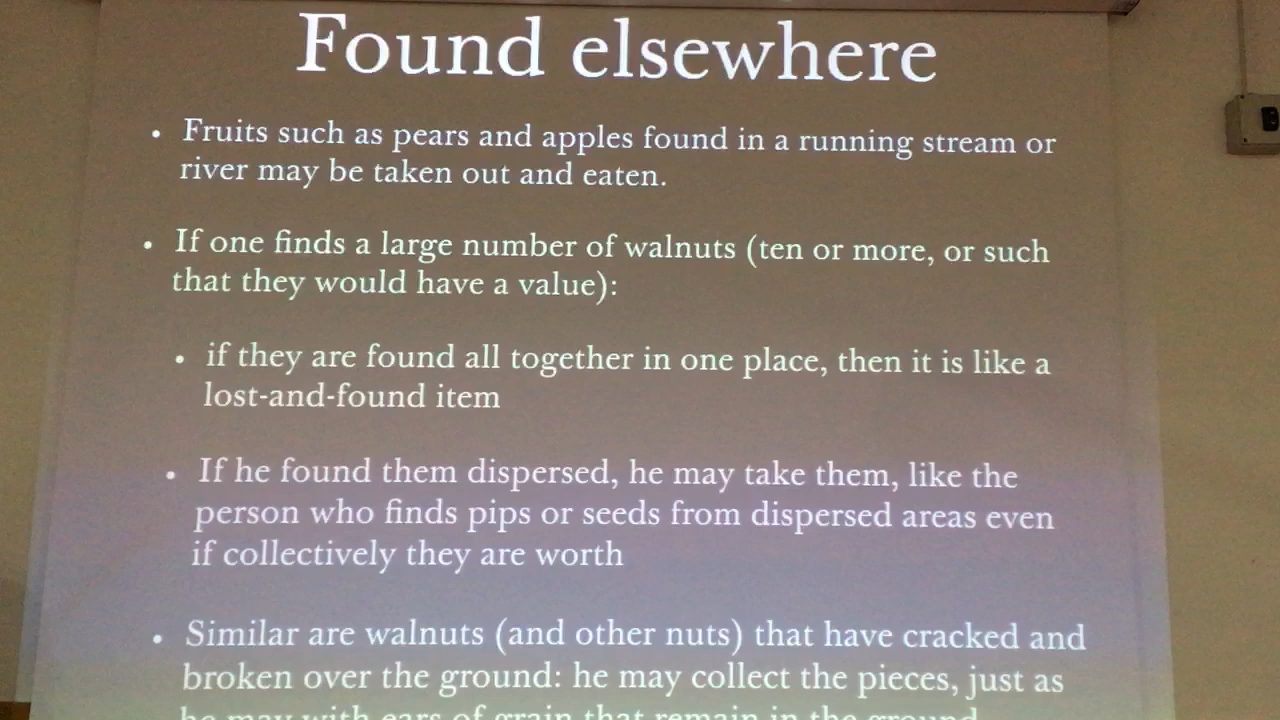 Found elsewhere
• Fruits such as pears and apples found in a running stream or
river may be taken out and eaten.
• If one finds a large number of walnuts (ten or more, or such
that they would have a value):
• if they are found all together in one place, then it is like a
lost-and-found item
• If he found them dispersed, he may take them, like the
person who finds pips or seeds from dispersed areas even
if collectively they are worth
• Similar are walnuts (and other nuts) that have cracked and
broken over the ground: he may collect the pieces, just as
he may with ears of grain that remain in the ground